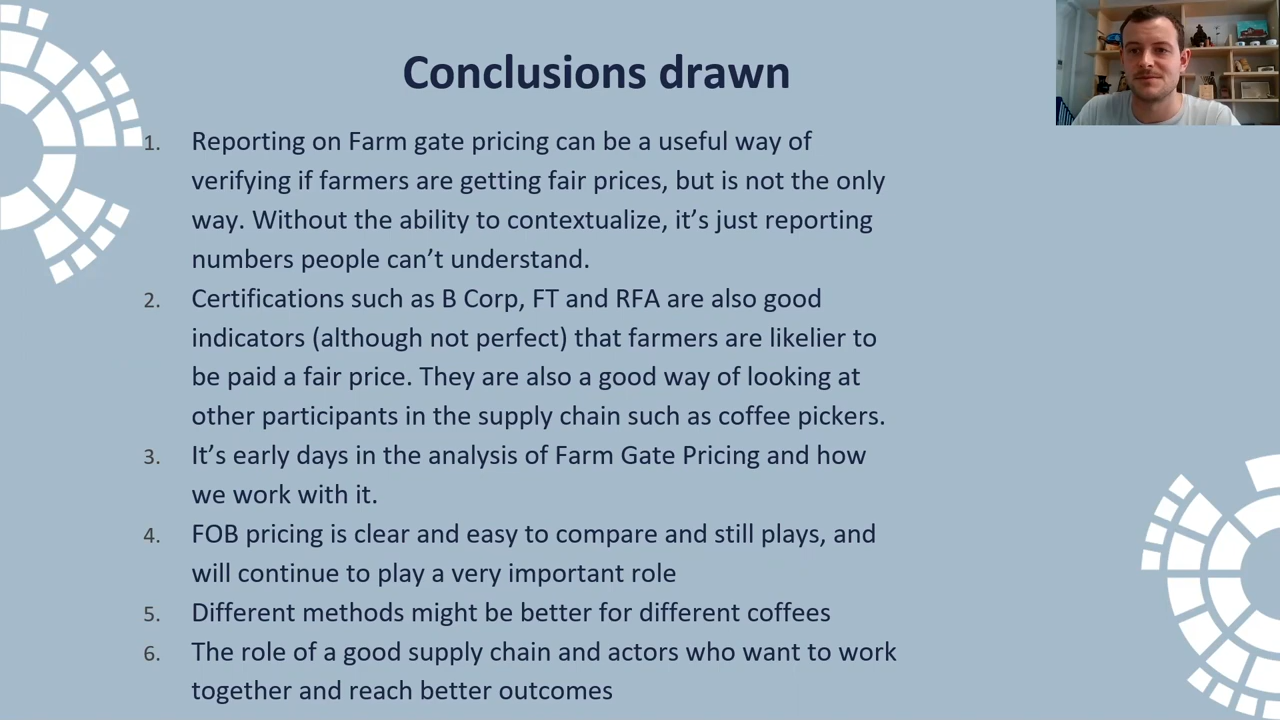 Conclusions drawn
1. Reporting on Farm gate pricing can be a useful way of
verifying if farmers are getting fair prices, but is not the only
way. Without the ability to contextualize, it’s just reporting
numbers people can’t understand.
2. Certifications such as B Corp, FT and RFA are also good
indicators (although not perfect) that farmers are likelier to
be paid a fair price. They are also a good way of looking at
other participants in the supply chain such as coffee pickers.
3. It’s early days in the analysis of Farm Gate Pricing and how
we work with it.
4. FOB pricing is clear and easy to compare and still plays, and
will continue to play a very important role
5. Different methods might be better for different coffees
6. The role of a good supply chain and actors who want to work
together and reach better outcomes